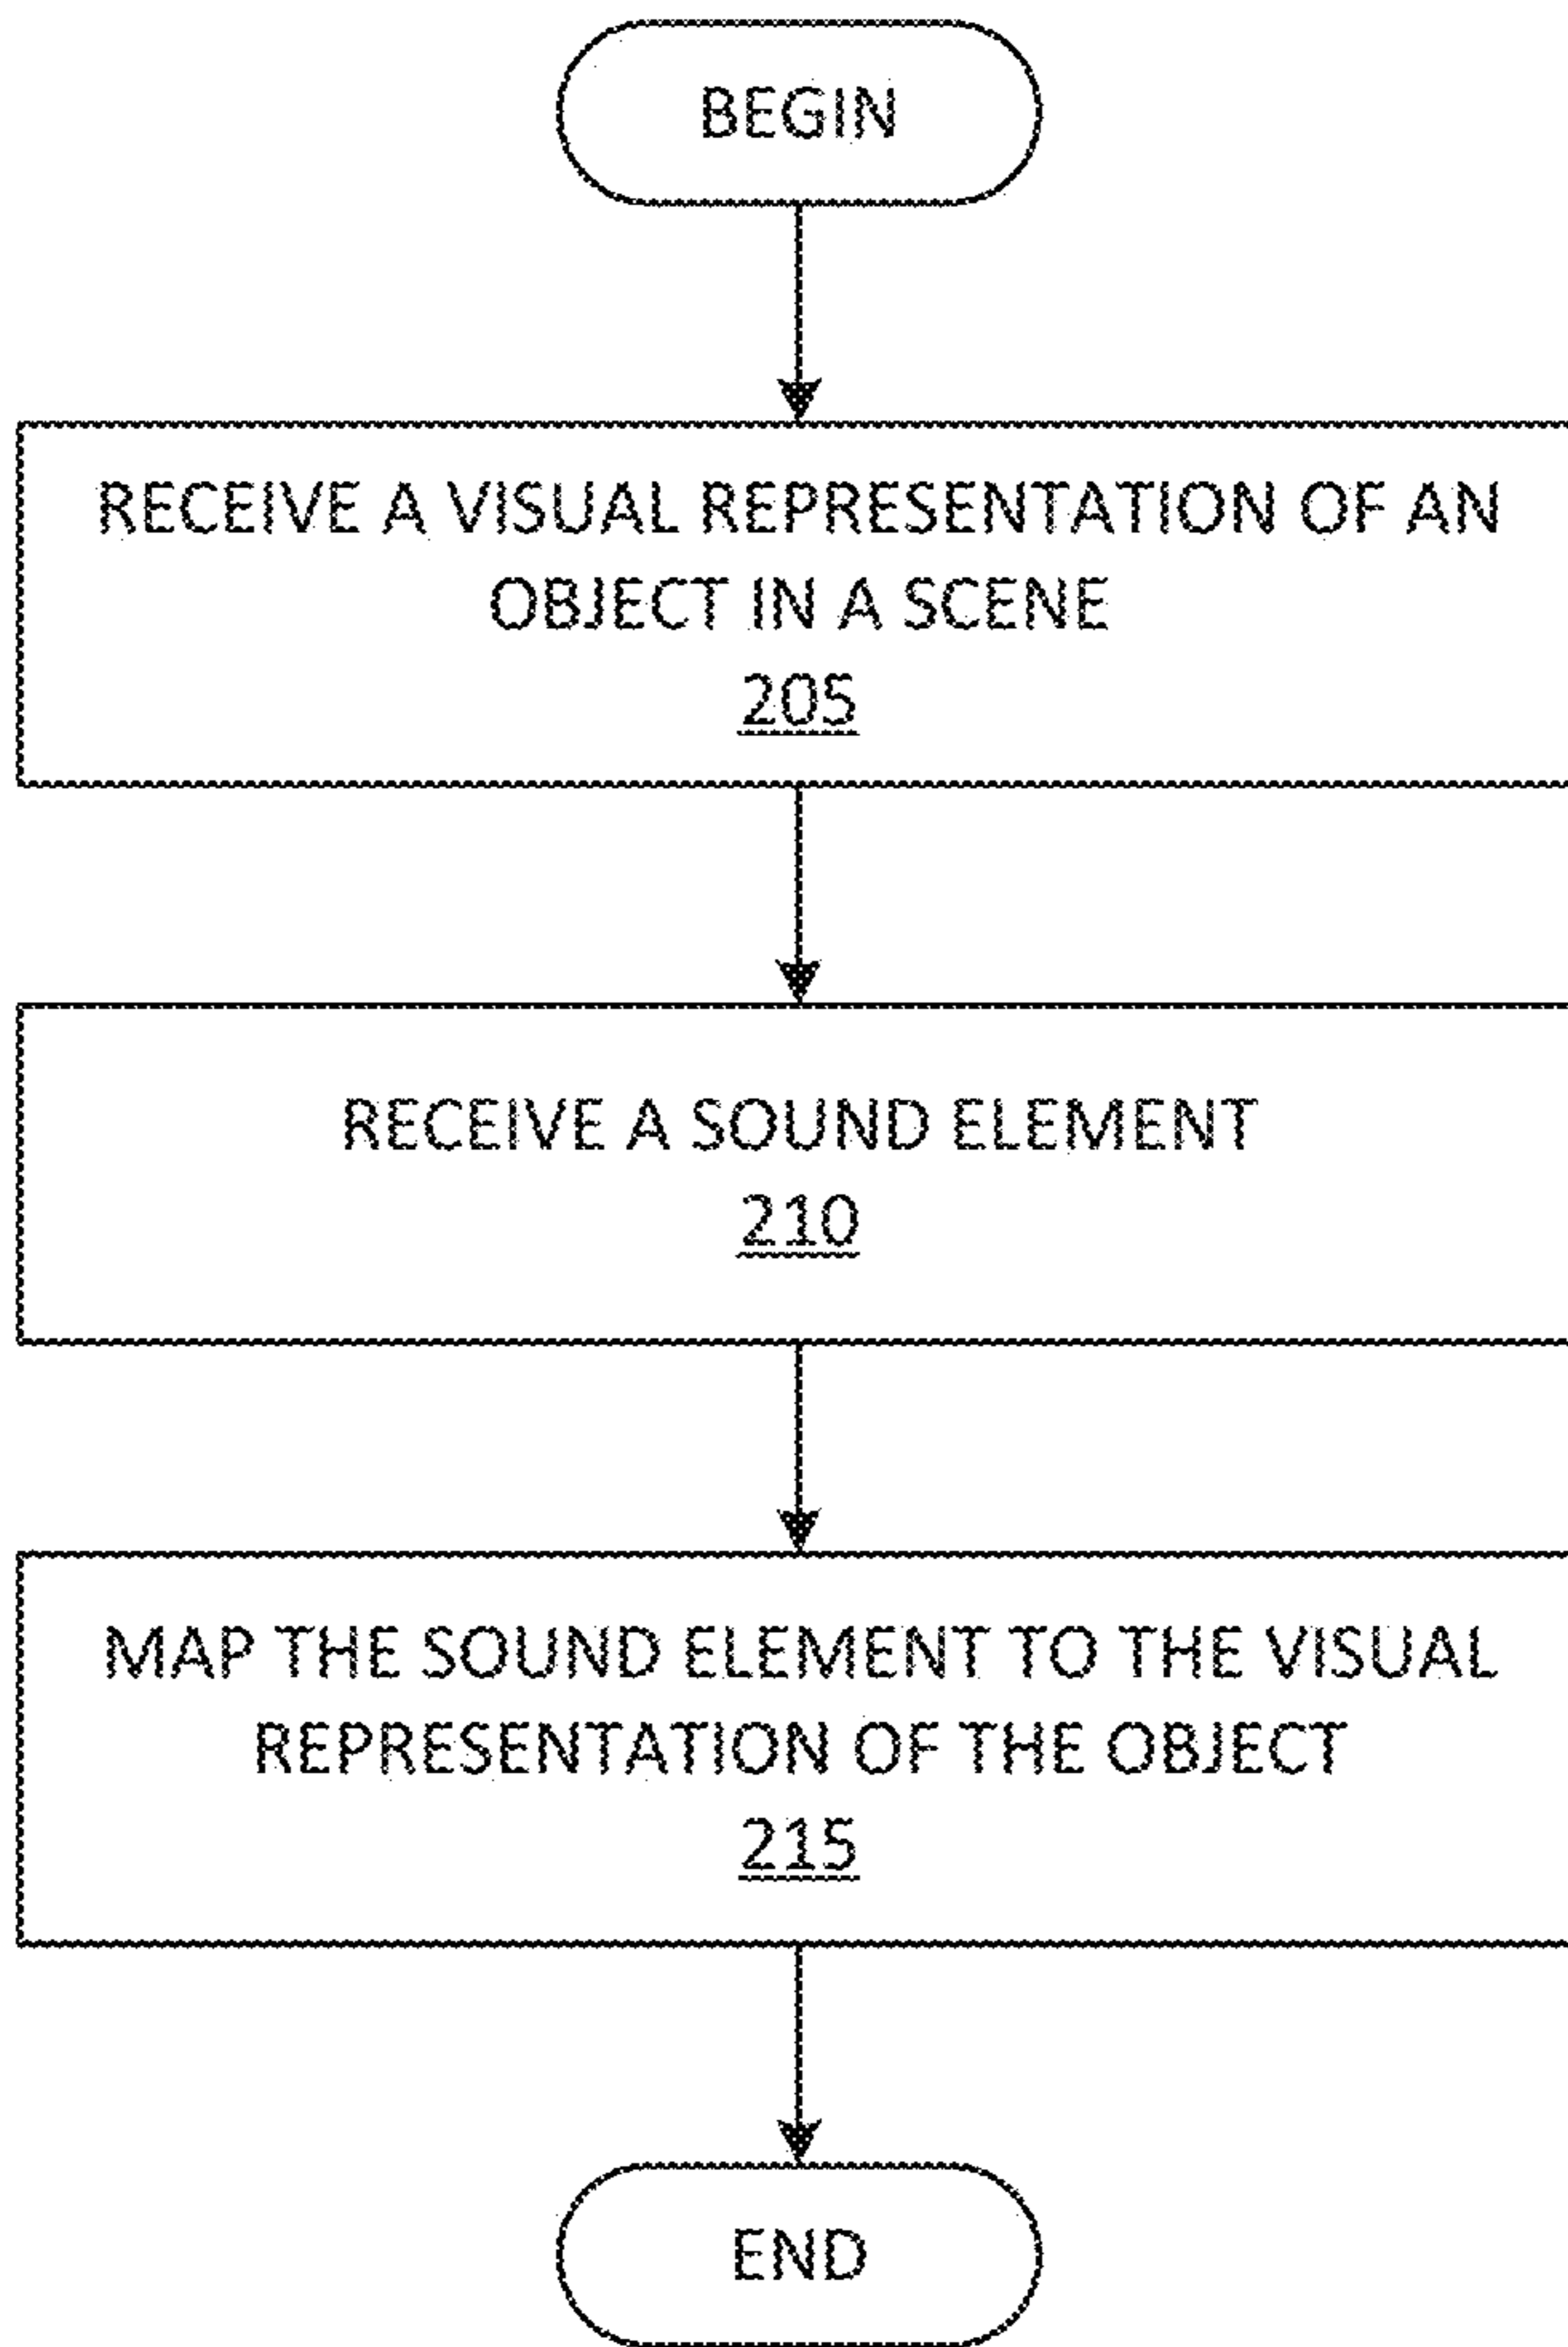 BEGIN
RECEIVE A VISUAL REPRESENTATION OF AN
OBJECT IN A SCENE
205
RECEIVE A SOUND ELEMENT
210
MAP THE SOUND ELEMENT TO THE VISUAL
REPRESENTATION OF THE OBJECT
215
END